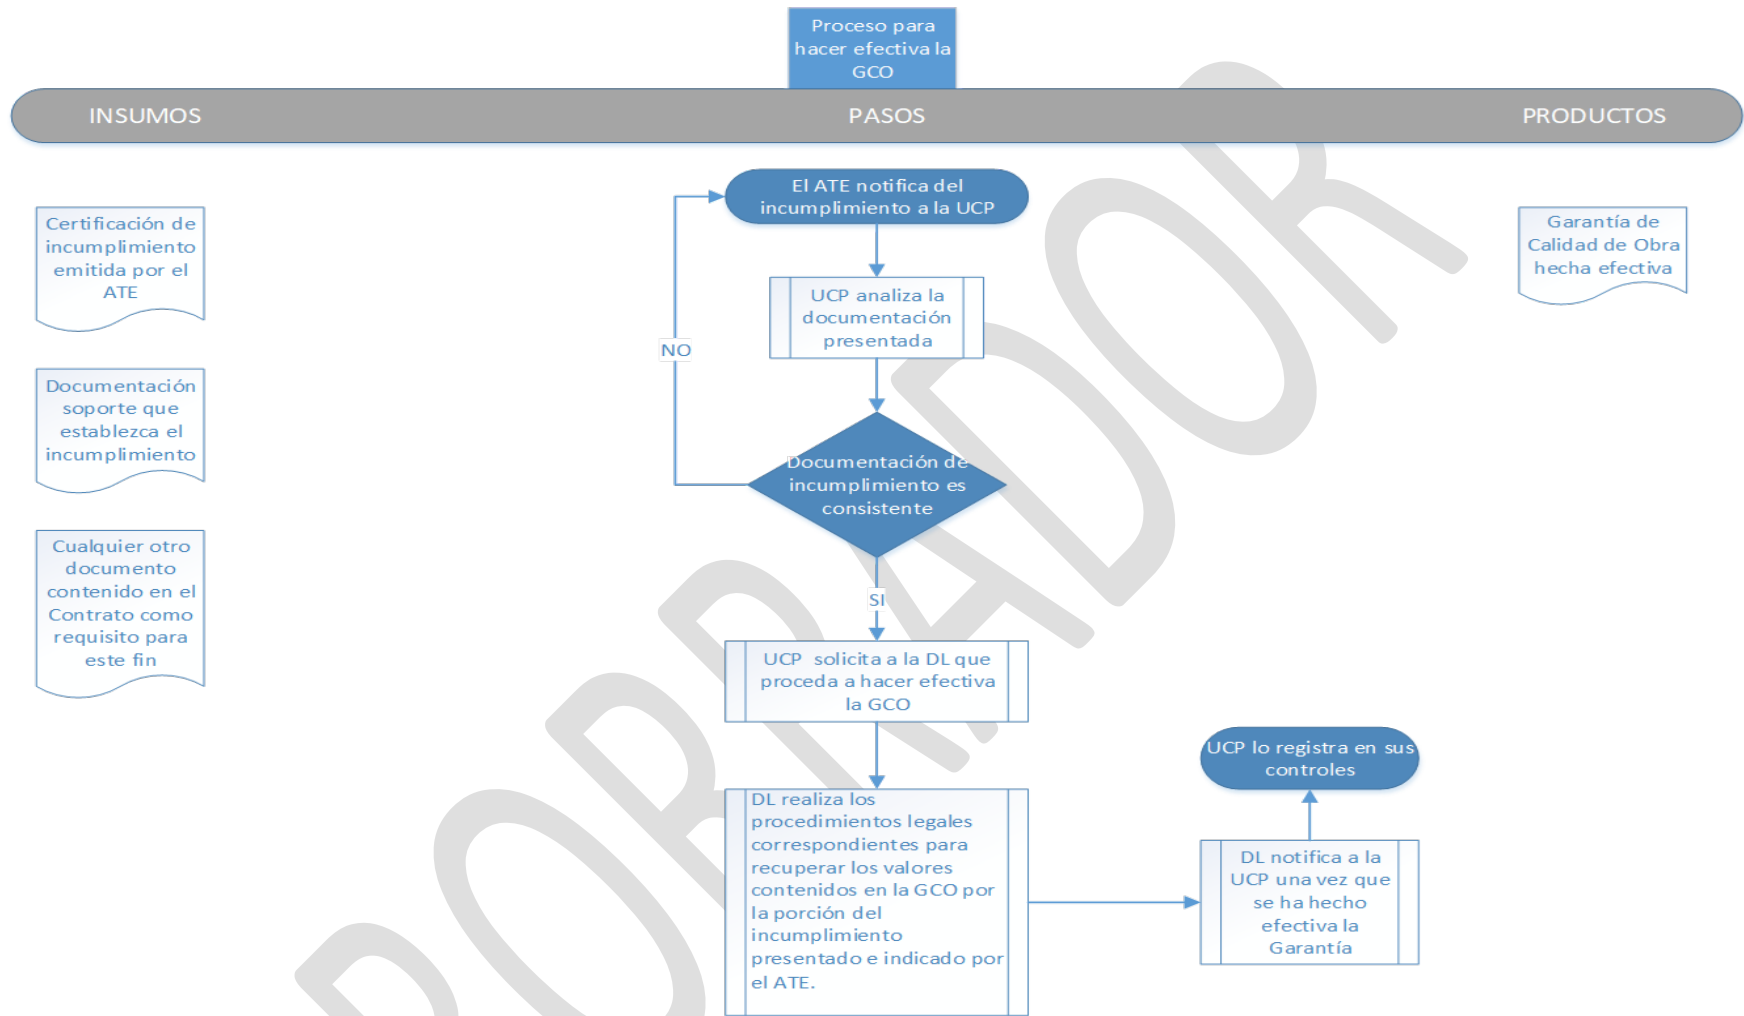 Proceso para
hacer efectiva la
GCO
INSUMOS
PASOS
PRODUCTOS
Certificación de
incumplimiento
emitida por el
ATE
Documentación
soporte que
establezca el
incumplimiento
Cualquier otro
documento
contenido en el
Contrato como
requisito para
este fin
El ATE notifica del
incumplimiento a la UCP
UCP analiza la
documentación
presentada
NO
Documentación de
incumplimiento es
consistente
SI
UCP solicita a la DL que
proceda a hacer efectiva
la GCO
DL realiza los
procedimientos legales
correspondientes para
recuperar los valores
contenidos en la GCO por
la porción del
incumplimiento
presentado e indicado por
el ATE.
DL notifica a la
UCP una vez que
se ha hecho
efectiva la
Garantía
UCP lo registra en sus
controles
Garantía de
Calidad de Obra
hecha efectiva
BORRADOR